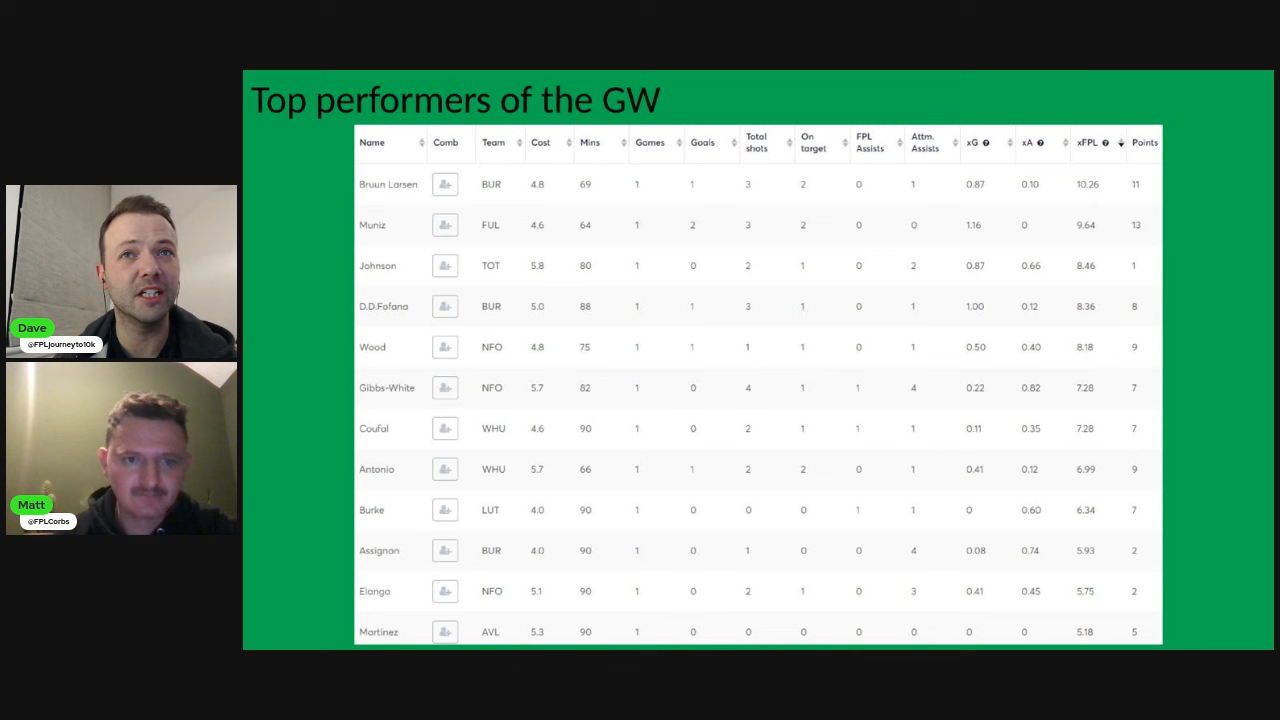 Top performers of the GW
Name Comb Team Cost Mins Games Goals Total shots On target FPL Assists Attm. Assists xG xA xFPL Points
Bruun Larsen BUR 4.8 69 1 1 3 2 0 1 0.87 0.10 10.26 11
Muniz FUL 4.6 64 1 2 3 2 0 0 1.16 0 9.64 13
Johnson TOT 5.8 80 1 0 2 1 0 2 0.87 0.66 8.46 1
D.D.Fofana BUR 5.0 88 1 1 3 1 0 1 1.00 0.12 8.36 8
Wood NFO 4.8 75 1 1 1 1 0 1 0.50 0.40 8.18 9
Gibbs-White NFO 5.7 82 1 0 4 1 1 4 0.22 0.82 7.28 7
Coufal WHU 4.6 90 1 0 2 1 1 1 0.11 0.35 7.28 7
Antonio WHU 5.7 66 1 1 2 2 0 1 0.41 0.12 6.99 9
Burke LUT 4.0 90 1 0 0 0 1 1 0 0.60 6.34 7
Assignon BUR 4.0 90 1 0 1 0 0 4 0.08 0.74 5.93 2
Elanga NFO 5.1 90 1 0 2 1 0 3 0.41 0.45 5.75 2
Martinez AVL 5.3 90 1 0 0 0 0 0 0 0 5.18 5
Dave
@FPLjourneyto10k
Matt
@FPLCorbs